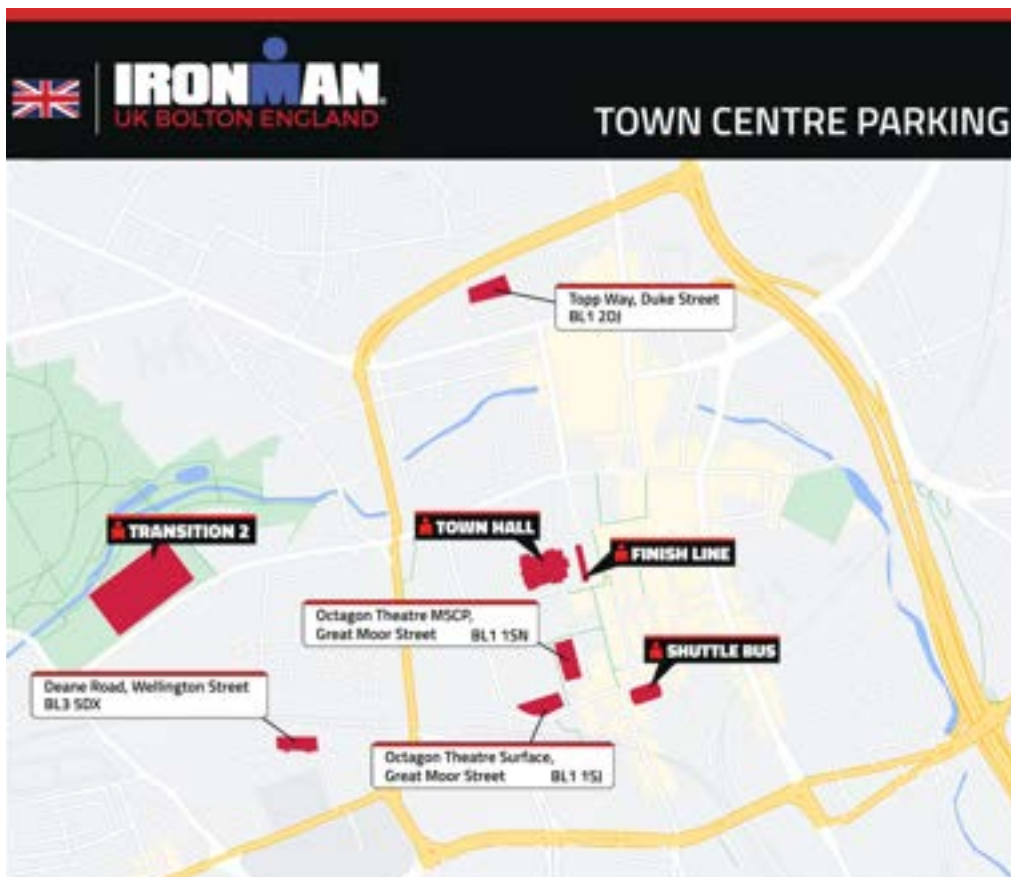 IRONMAN
UK BOLTON ENGLAND
TOWN CENTRE PARKING
Topp Way, Duke Street
BL1 2DJ
TRANSITION 2
TOWN HALL
FINISH LINE
Octagon Theatre MSCP,
Great Moor Street BL1 1SN
SHUTTLE BUS
Deane Road, Wellington Street
BL3 5DX
Octagon Theatre Surface,
Great Moor Street BL1 1SJ